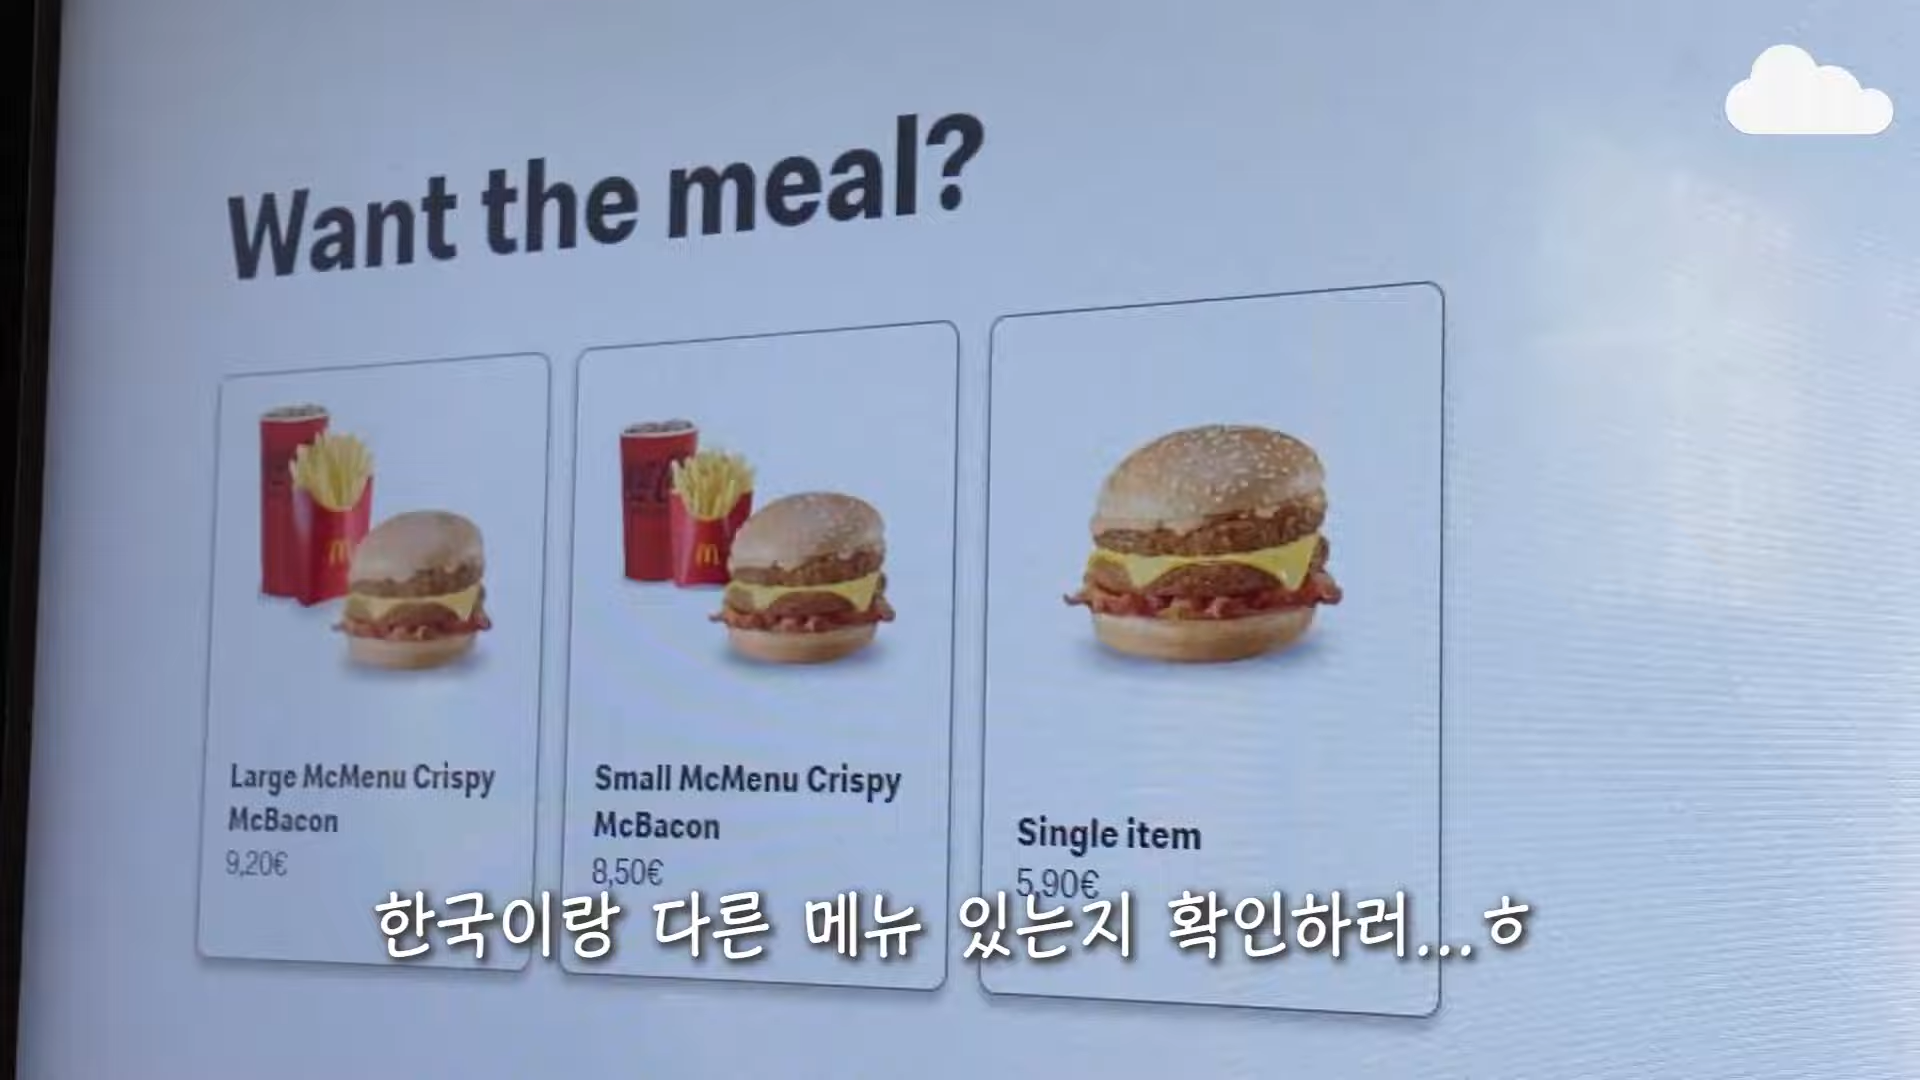 Want the meal?
Large McMenu Crispy
McBacon
9,20€
Small McMenu Crispy
McBacon
8,50€
Single item
5,90€
한국이랑 다른 메뉴 있는지 확인하러...ㅎ